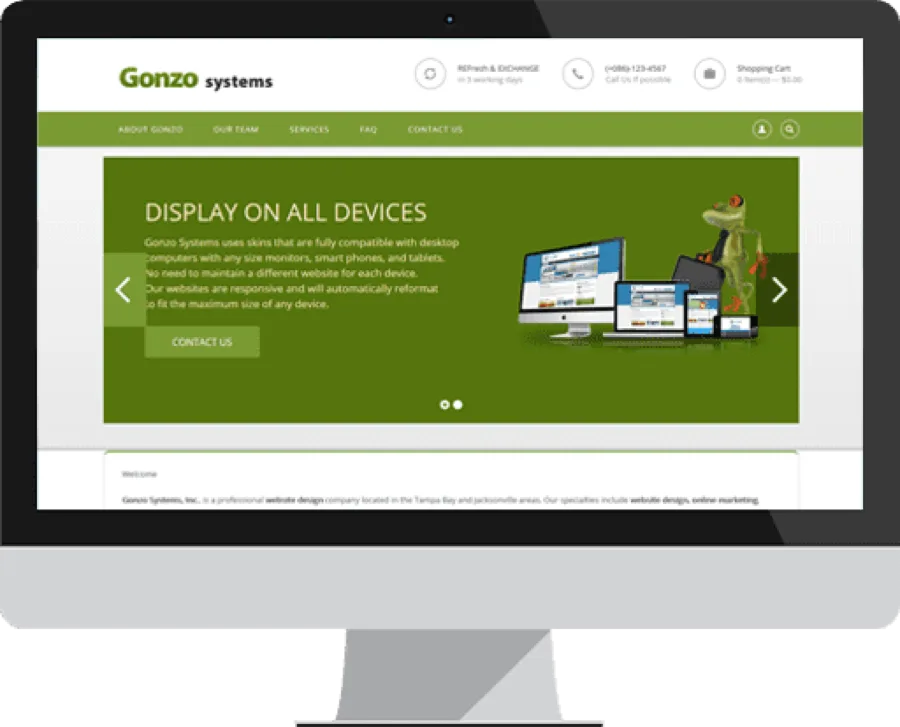 Gonzo systems
REFresh & EXCHANGE
in 3 working days
(+086)-123-4567
Call Us if possible
Shopping Cart
0 item(s) — $0.00
ABOUT GONZO
OUR TEAM
SERVICES
FAQ
CONTACT US
DISPLAY ON ALL DEVICES
Gonzo Systems uses skins that are fully compatible with desktop
computers with any size monitors, smart phones, and tablets.
No need to maintain a different website for each device.
Our websites are responsive and will automatically reformat
to fit the maximum size of any device.
CONTACT US
Welcome
Gonzo Systems, Inc. is a professional website design company located in the Tampa Bay and Jacksonville areas. Our specialties include website design, online marketing,